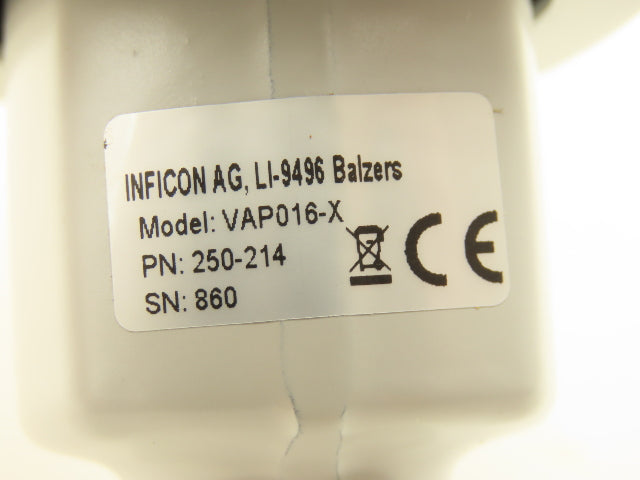 INFICON AG, LI-9496 Balzers
Model: VAP016-X
PN: 250-214
SN: 860
CE